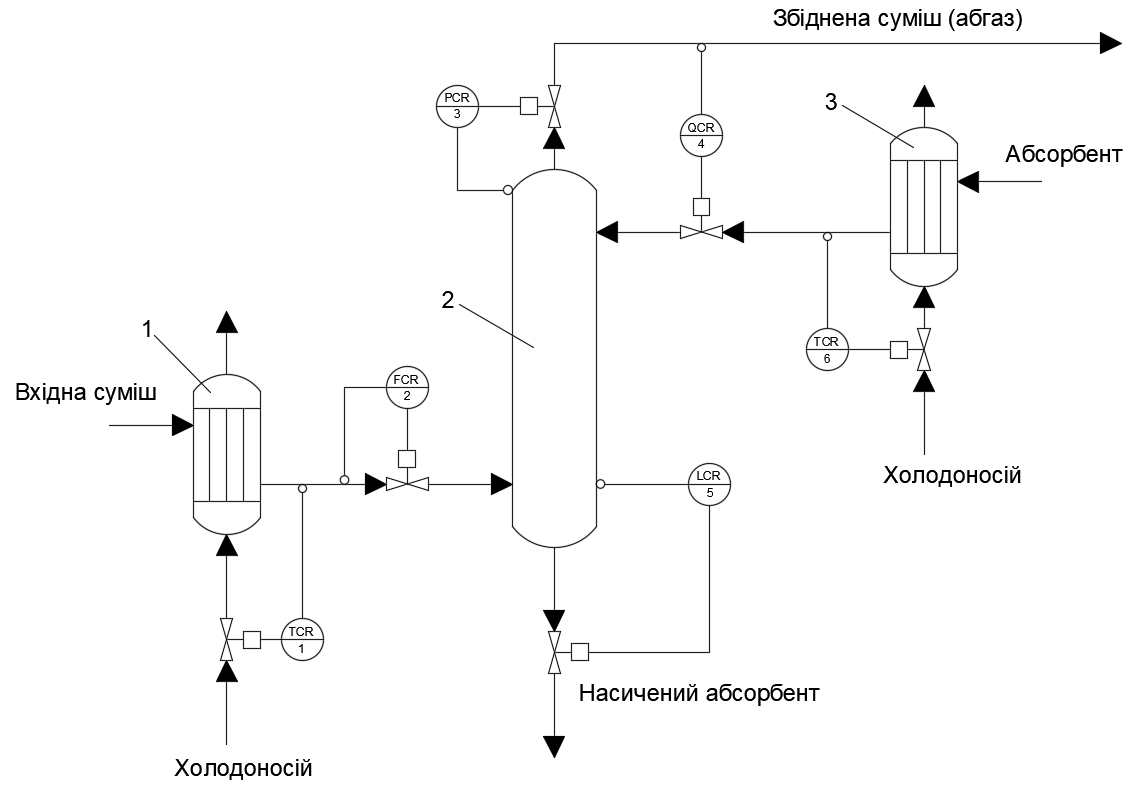 Збіднена суміш (абгаз)
PCR
3
QCR
4
3
Абсорбент
2
TCR
6
1
FCR
2
Вхідна суміш
LCR
5
Холодоносій
TCR
1
Насичений абсорбент
Холодоносій